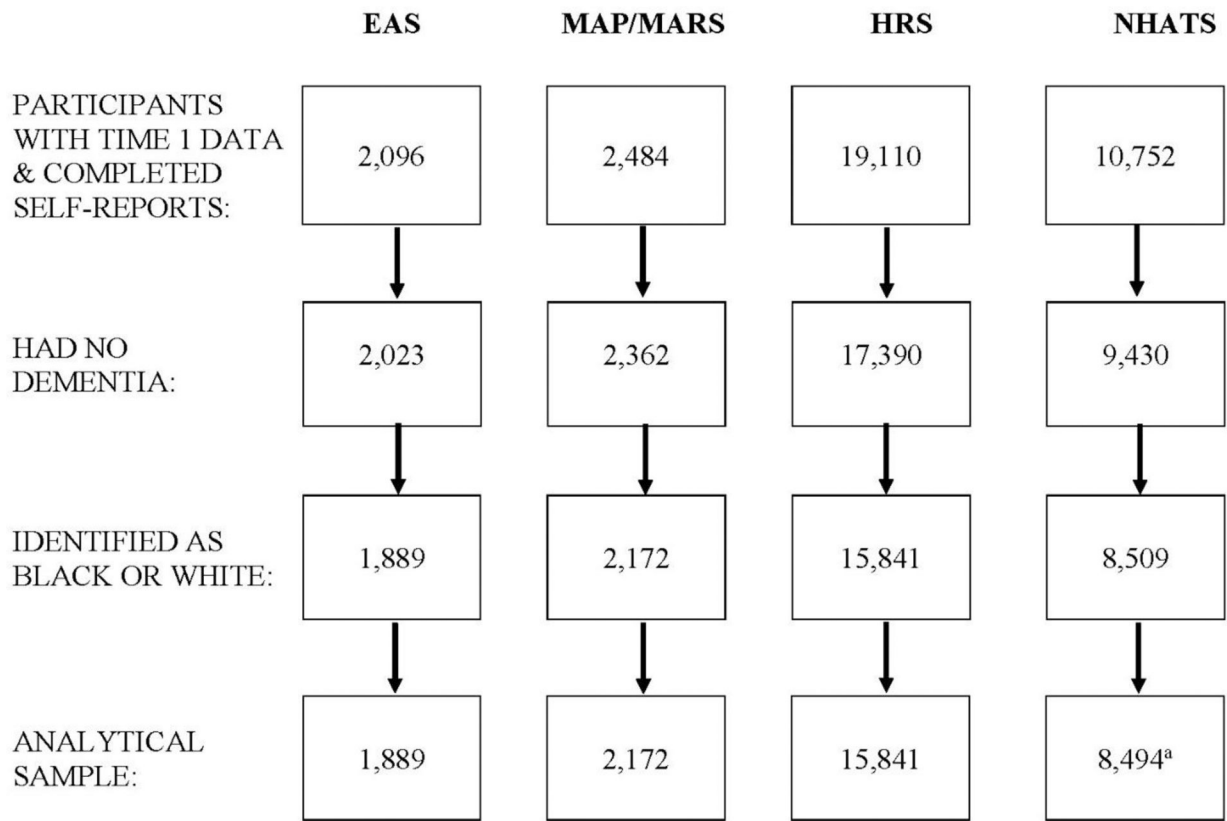 EAS MAP/MARS HRS NHATS
PARTICIPANTS
WITH TIME 1 DATA
& COMPLETED
SELF-REPORTS:
2,096 2,484 19,110 10,752
HAD NO
DEMENTIA:
2,023 2,362 17,390 9,430
IDENTIFIED AS
BLACK OR WHITE:
1,889 2,172 15,841 8,509
ANALYTICAL
SAMPLE:
1,889 2,172 15,841 8,494ᵃ